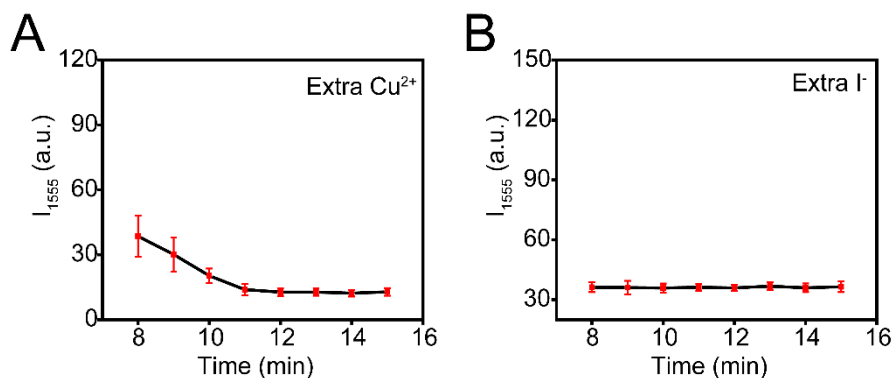 A
120
90
60
30
0
I₁₅₅₅ (a.u.)
Extra Cu²⁺
8 10 12 14 16
Time (min)
B
150
120
90
60
30
I₁₅₅₅ (a.u.)
Extra I⁻
8 10 12 14 16
Time (min)